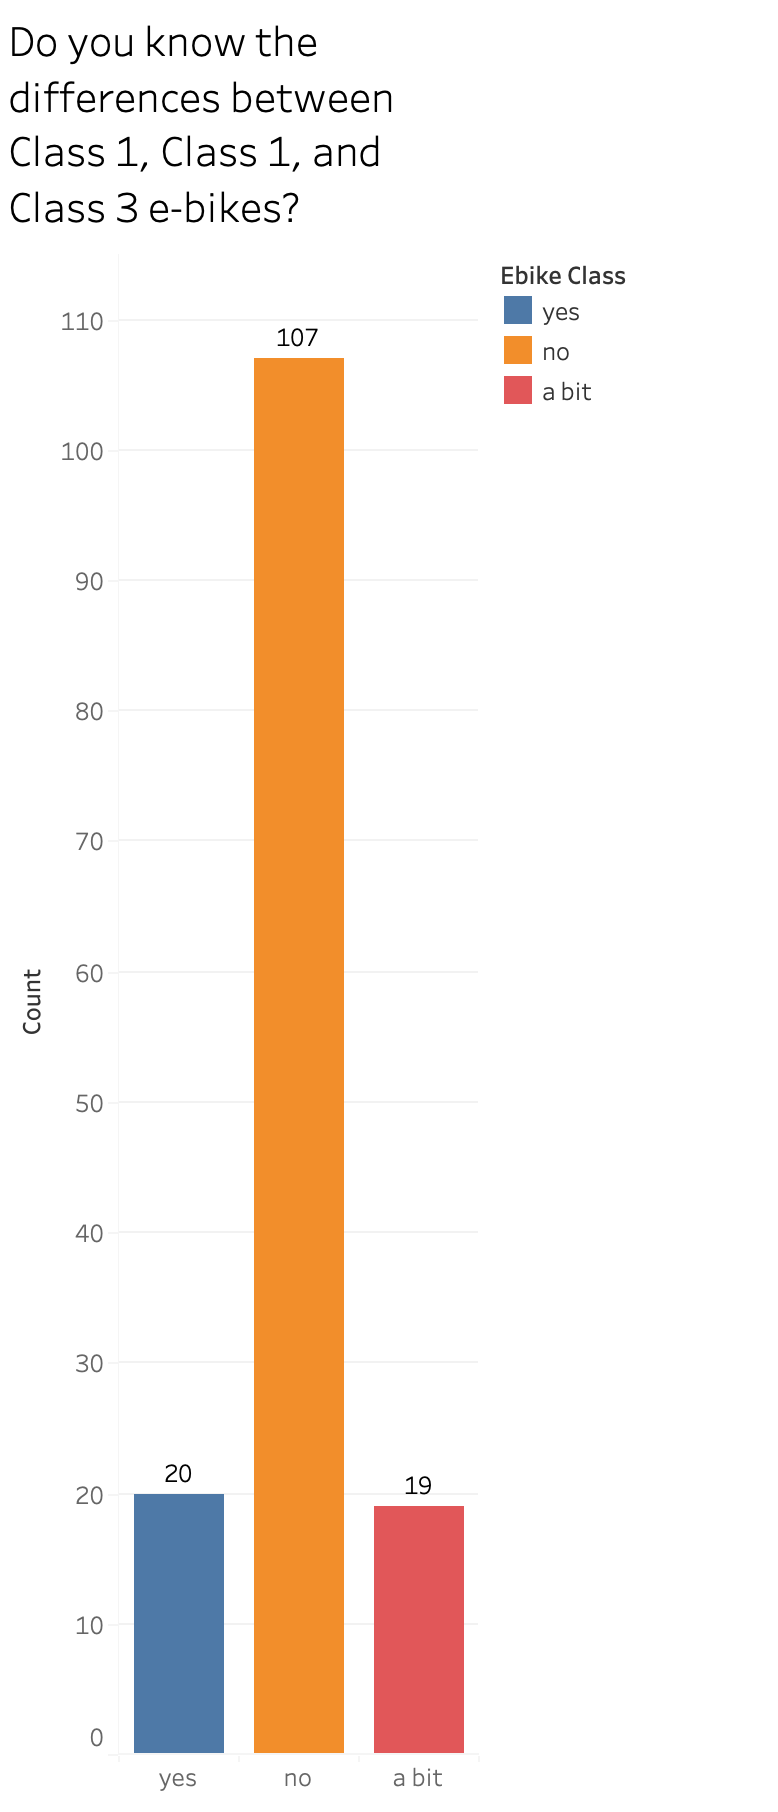 Do you know the
differences between
Class 1, Class 1, and
Class 3 e-bikes?
Ebike Class
yes
no
a bit
Count
110
100
90
80
70
60
50
40
30
20
10
0
20
107
19
yes
no
a bit